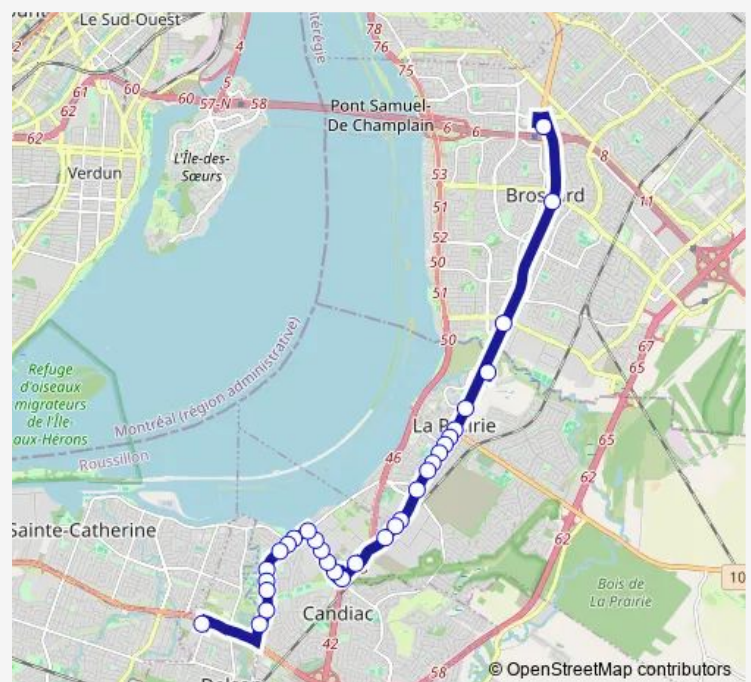 Le Sud-Ouest
4
78
76
75
5
61
60
60
57-N
58
62
62
Pont Samuel-
De Champlain
6
6
8
L'Île-des-
Sœurs
Verdun
53
51
Brossard
11
52
50
51
50
67
65
Refuge
d'oiseaux
migrateurs
de l'Île
aux-Hérons
Montréal (région administrative)
Roussillon
La Prairie
65
46
62
Sainte-Catherine
62
10
Bois de
La Prairie
Candiac
42
58
© OpenStreetMap contributors